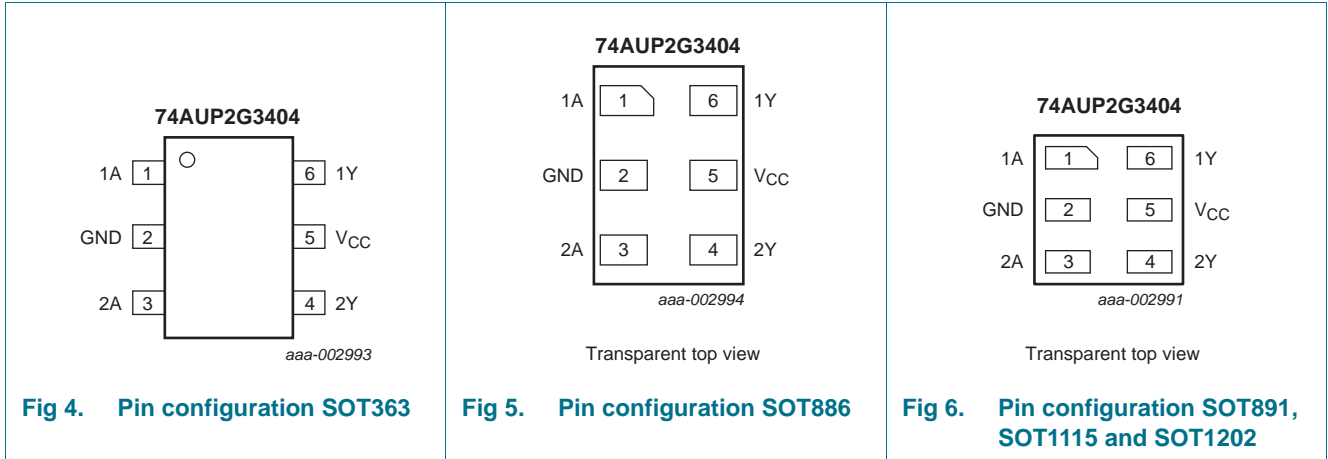 74AUP2G3404
1A 1 6 1Y
GND 2 5 VCC
2A 3 4 2Y
aaa-002993
Fig 4. Pin configuration SOT363
74AUP2G3404
1A 1 6 1Y
GND 2 5 VCC
2A 3 4 2Y
aaa-002994
Transparent top view
Fig 5. Pin configuration SOT886
74AUP2G3404
1A 1 6 1Y
GND 2 5 VCC
2A 3 4 2Y
aaa-002991
Transparent top view
Fig 6. Pin configuration SOT891,
SOT1115 and SOT1202